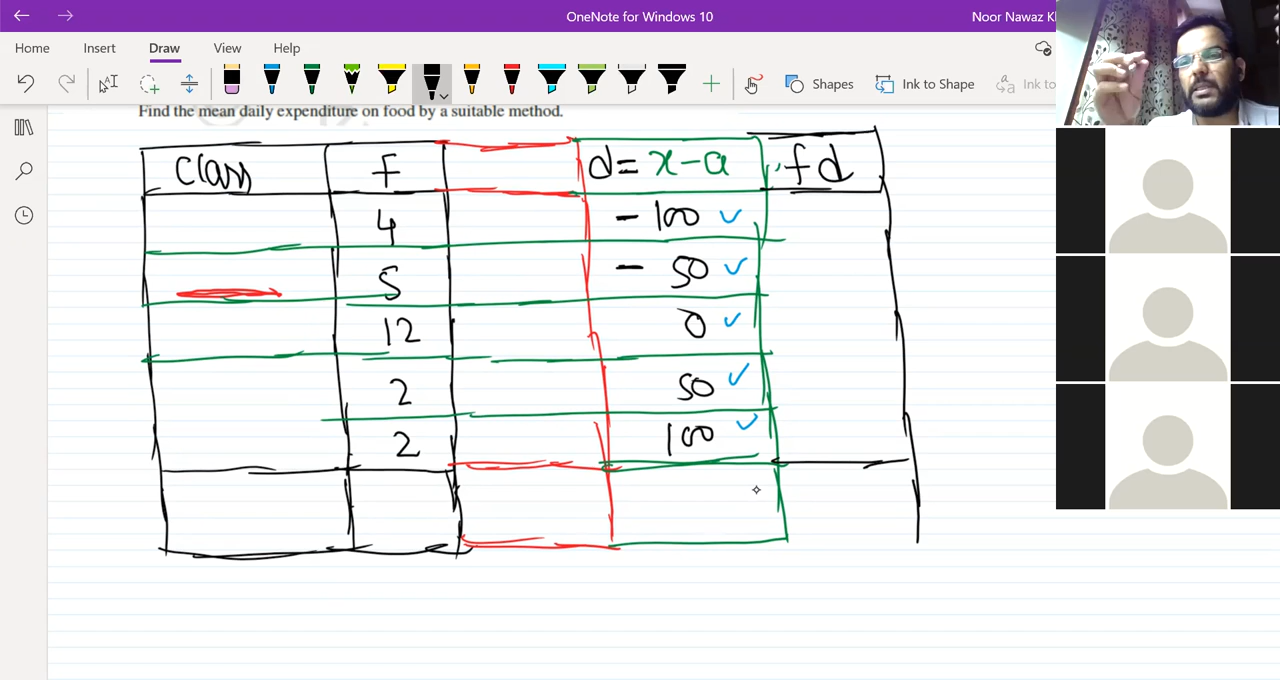 OneNote for Windows 10
Noor Nawaz Kh
Home Insert Draw View Help
Shapes Ink to Shape Ink to
Find the mean daily expenditure on food by a suitable method.
Class F d = x - a fd
4 - 100 ✓
5 - 50 ✓
12 0 ✓
2 50 ✓
2 100 ✓